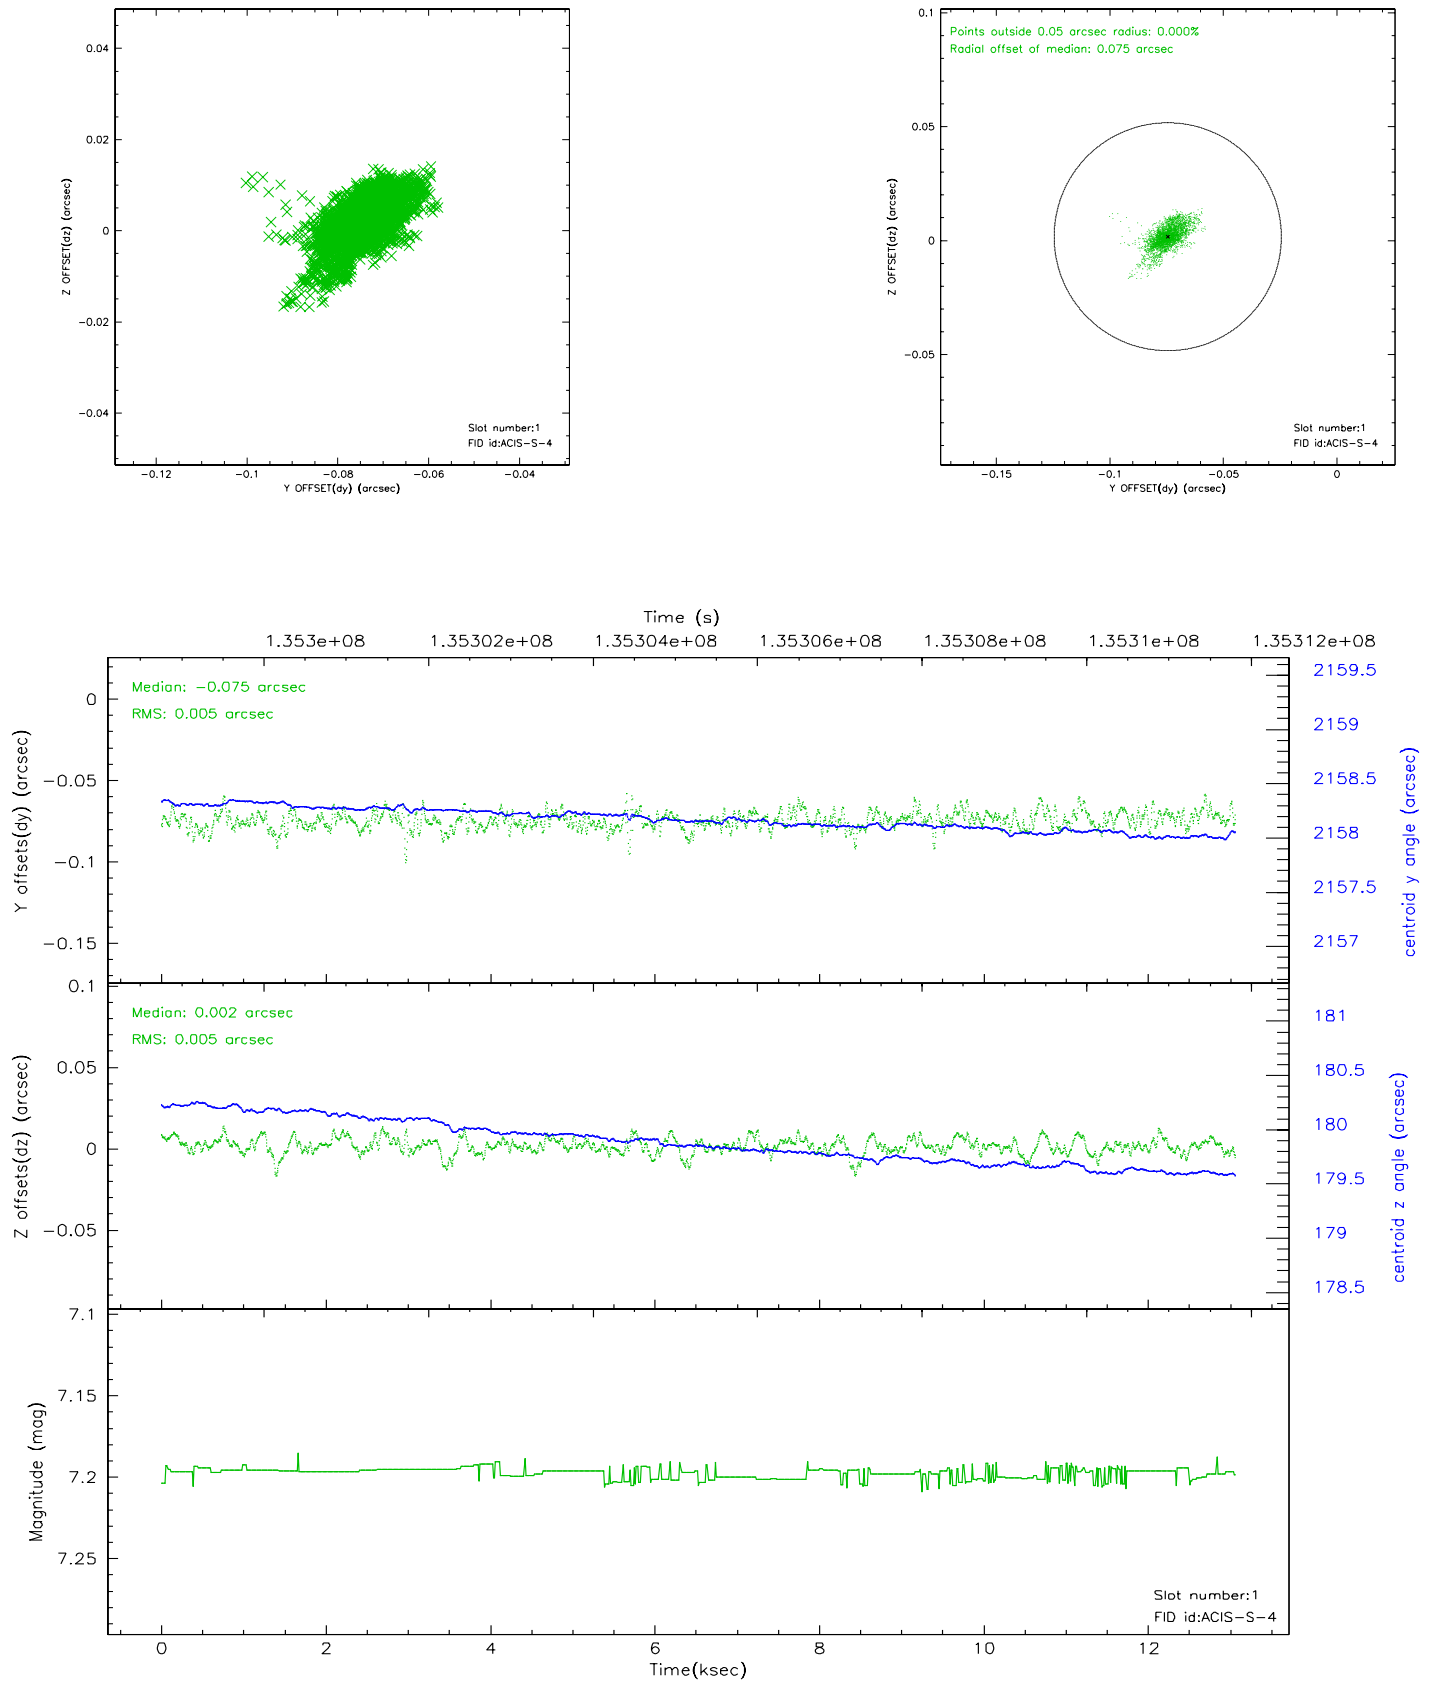 0.04
0.02
0
−0.02
−0.04
Z OFFSET(dz) (arcsec)
Slot number:1
FID id:ACIS−S−4
−0.12
−0.1
−0.08
−0.06
−0.04
Y OFFSET(dy) (arcsec)
0.1
0.05
0
−0.05
Z OFFSET(dz) (arcsec)
Points outside 0.05 arcsec radius: 0.000%
Radial offset of median: 0.075 arcsec
Slot number:1
FID id:ACIS−S−4
−0.15
−0.1
−0.05
0
Y OFFSET(dy) (arcsec)
Time (s)
1.353e+08
1.35302e+08
1.35304e+08
1.35306e+08
1.35308e+08
1.3531e+08
1.35312e+08
Median: −0.075 arcsec
RMS: 0.005 arcsec
0
−0.05
−0.1
−0.15
Y offsets(dy) (arcsec)
2159.5
2159
2158.5
2158
2157.5
2157
centroid y angle (arcsec)
Median: 0.002 arcsec
RMS: 0.005 arcsec
0.1
0.05
0
−0.05
Z offsets(dz) (arcsec)
181
180.5
180
179.5
179
178.5
centroid z angle (arcsec)
7.1
7.15
7.2
7.25
Magnitude (mag)
Slot number:1
FID id:ACIS−S−4
0
2
4
6
8
10
12
Time(ksec)